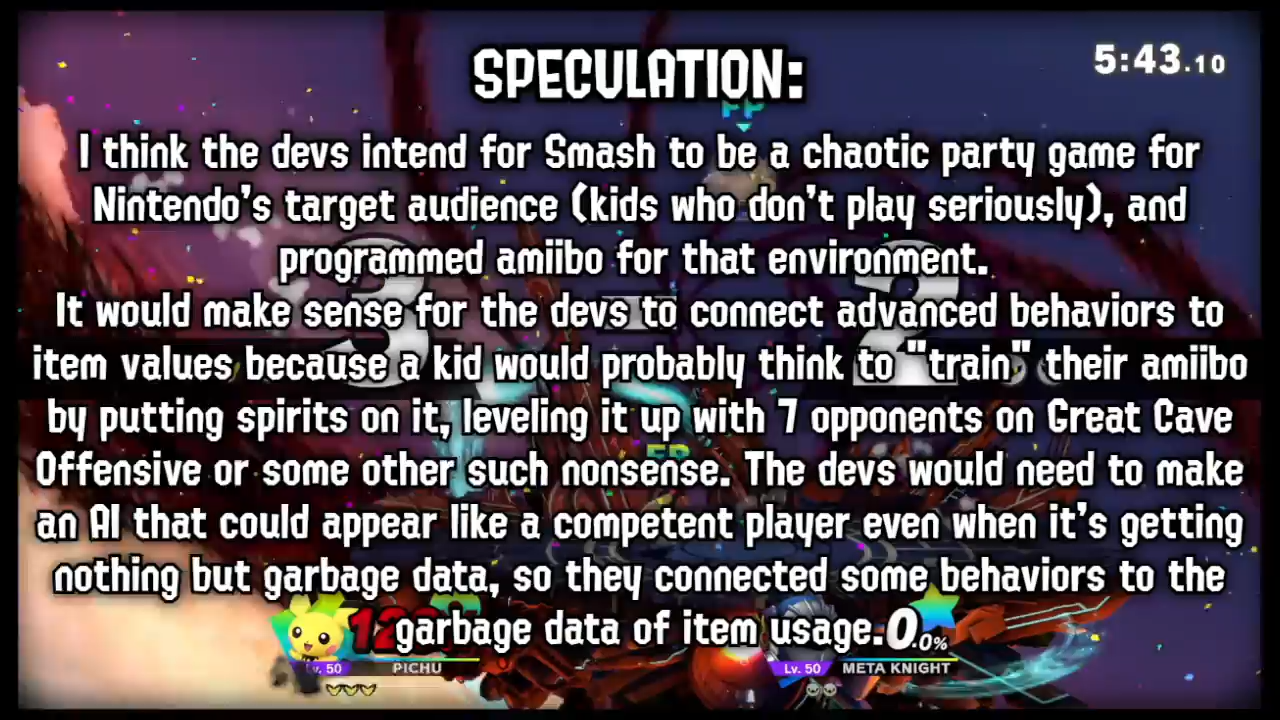 SPECULATION:
5:43.10
FP
I think the devs intend for Smash to be a chaotic party game for
Nintendo's target audience (kids who don't play seriously), and
programmed amiibo for that environment.
3 - 2
It would make sense for the devs to connect advanced behaviors to
item values because a kid would probably think to "train" their amiibo
by putting spirits on it, leveling it up with 7 opponents on Great Cave
FP
Offensive or some other such nonsense. The devs would need to make
an AI that could appear like a competent player even when it's getting
nothing but garbage data, so they connected some behaviors to the
garbage data of item usage.
0.0%
Lv. 50 PICHU
Lv. 50 META KNIGHT